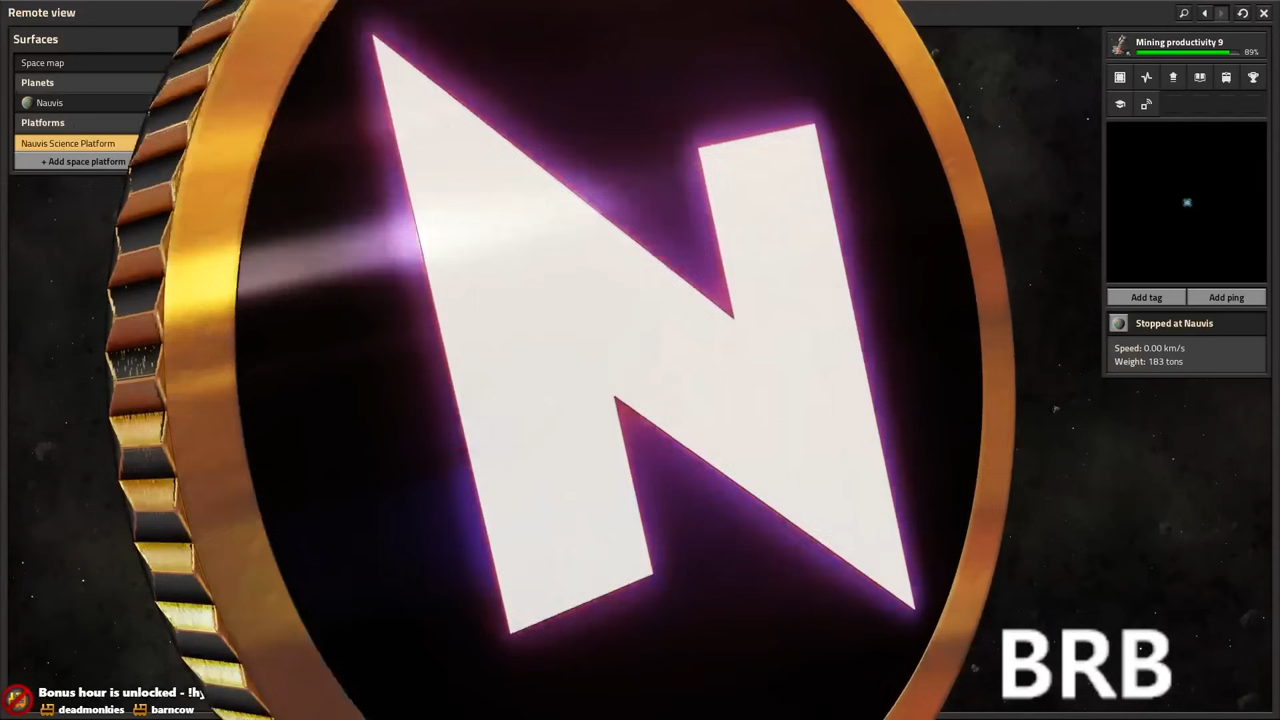 Remote view
Surfaces
Space map
Planets
Nauvis
Platforms
Nauvis Science Platform
+ Add space platform
N
Mining productivity 9
89%
Add tag
Add ping
Stopped at Nauvis
Speed: 0.00 km/s
Weight: 183 tons
BRB
Bonus hour is unlocked - !hy
deadmonkies barncow